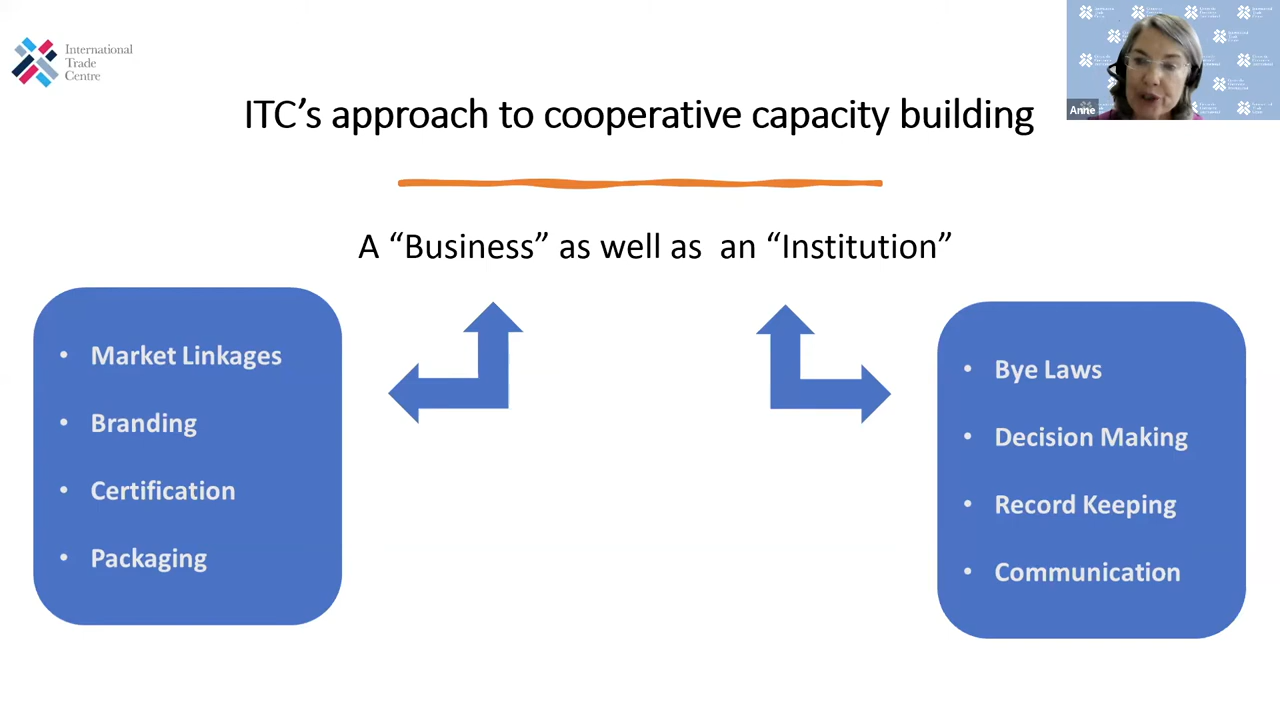 International
Trade
Centre
Anne
ITC’s approach to cooperative capacity building
A “Business” as well as an “Institution”
• Market Linkages
• Branding
• Certification
• Packaging
• Bye Laws
• Decision Making
• Record Keeping
• Communication